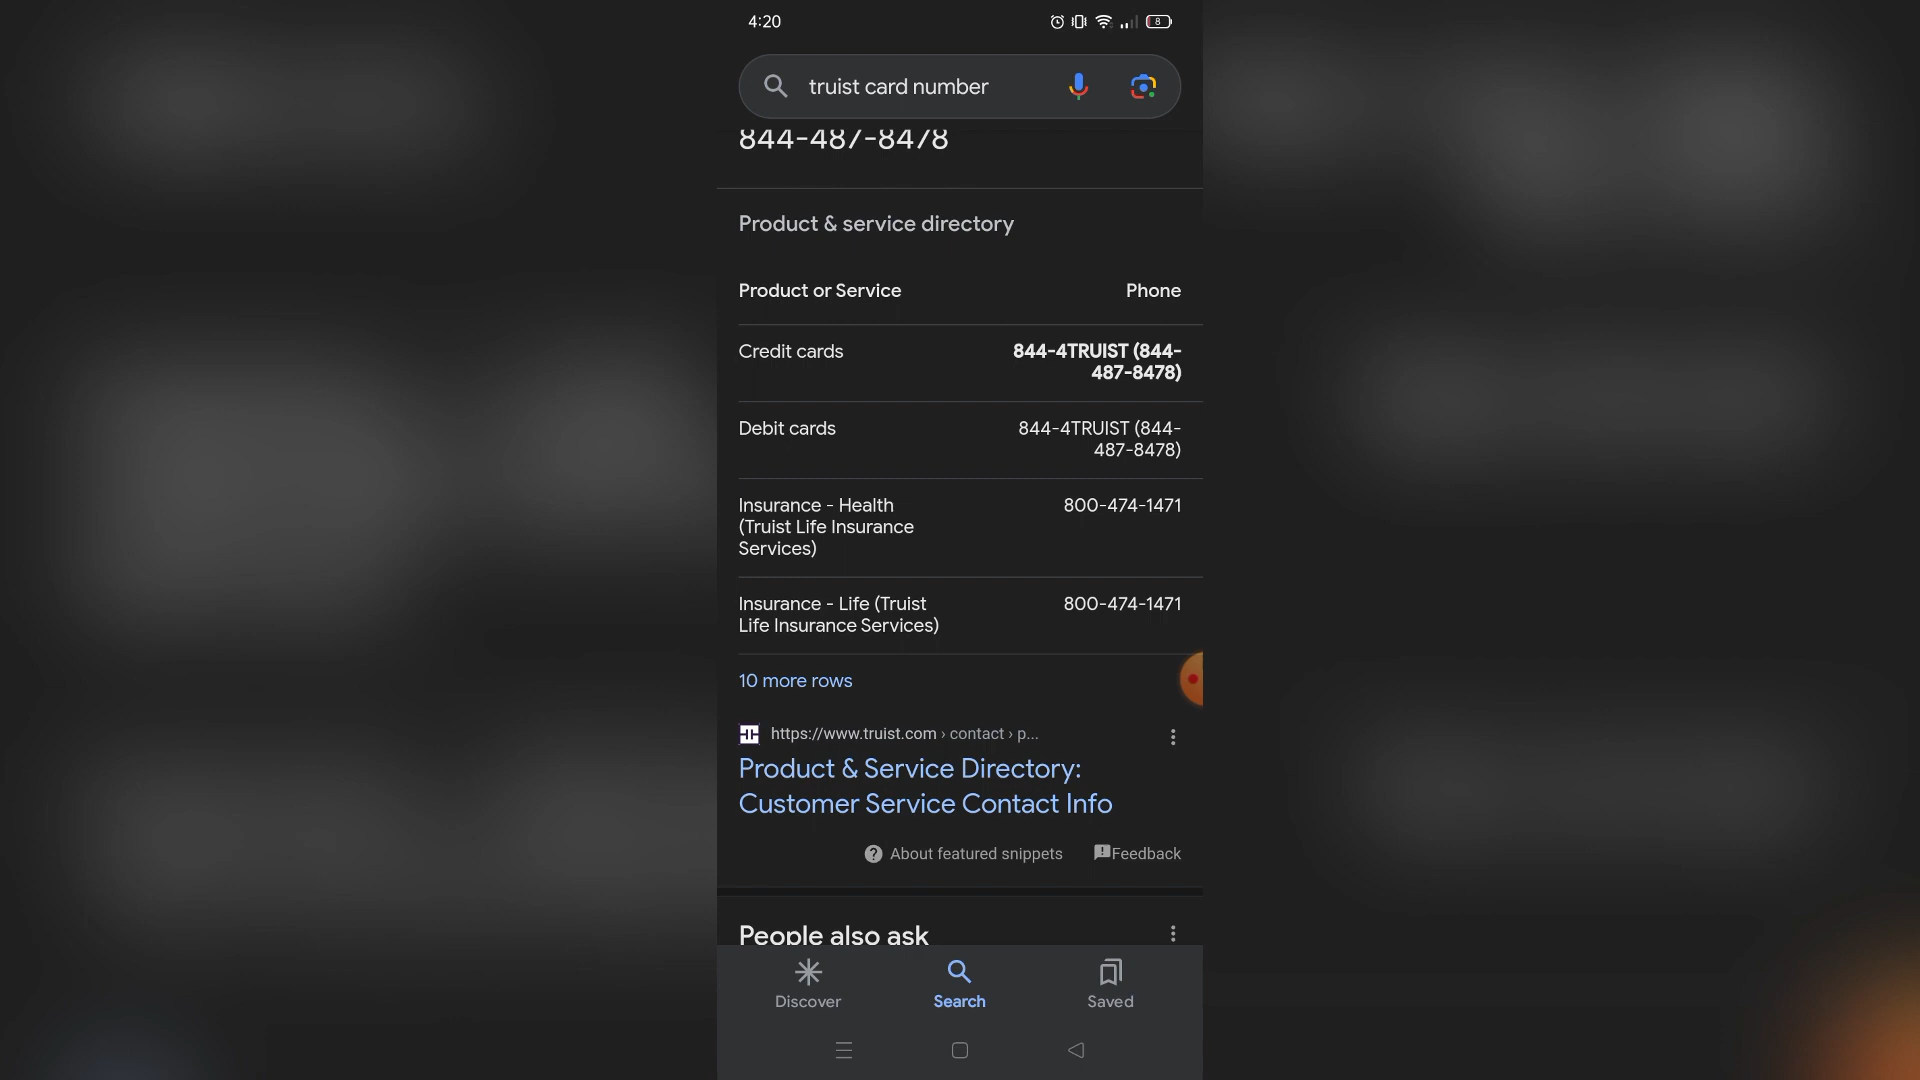 4:20
8
truist card number
844-487-8478
Product & service directory
Product or Service Phone
Credit cards 844-4TRUIST (844-
487-8478)
Debit cards 844-4TRUIST (844-
487-8478)
Insurance - Health 800-474-1471
(Truist Life Insurance
Services)
Insurance - Life (Truist 800-474-1471
Life Insurance Services)
10 more rows
https://www.truist.com › contact › p...
Product & Service Directory:
Customer Service Contact Info
About featured snippets Feedback
People also ask
Discover Search Saved